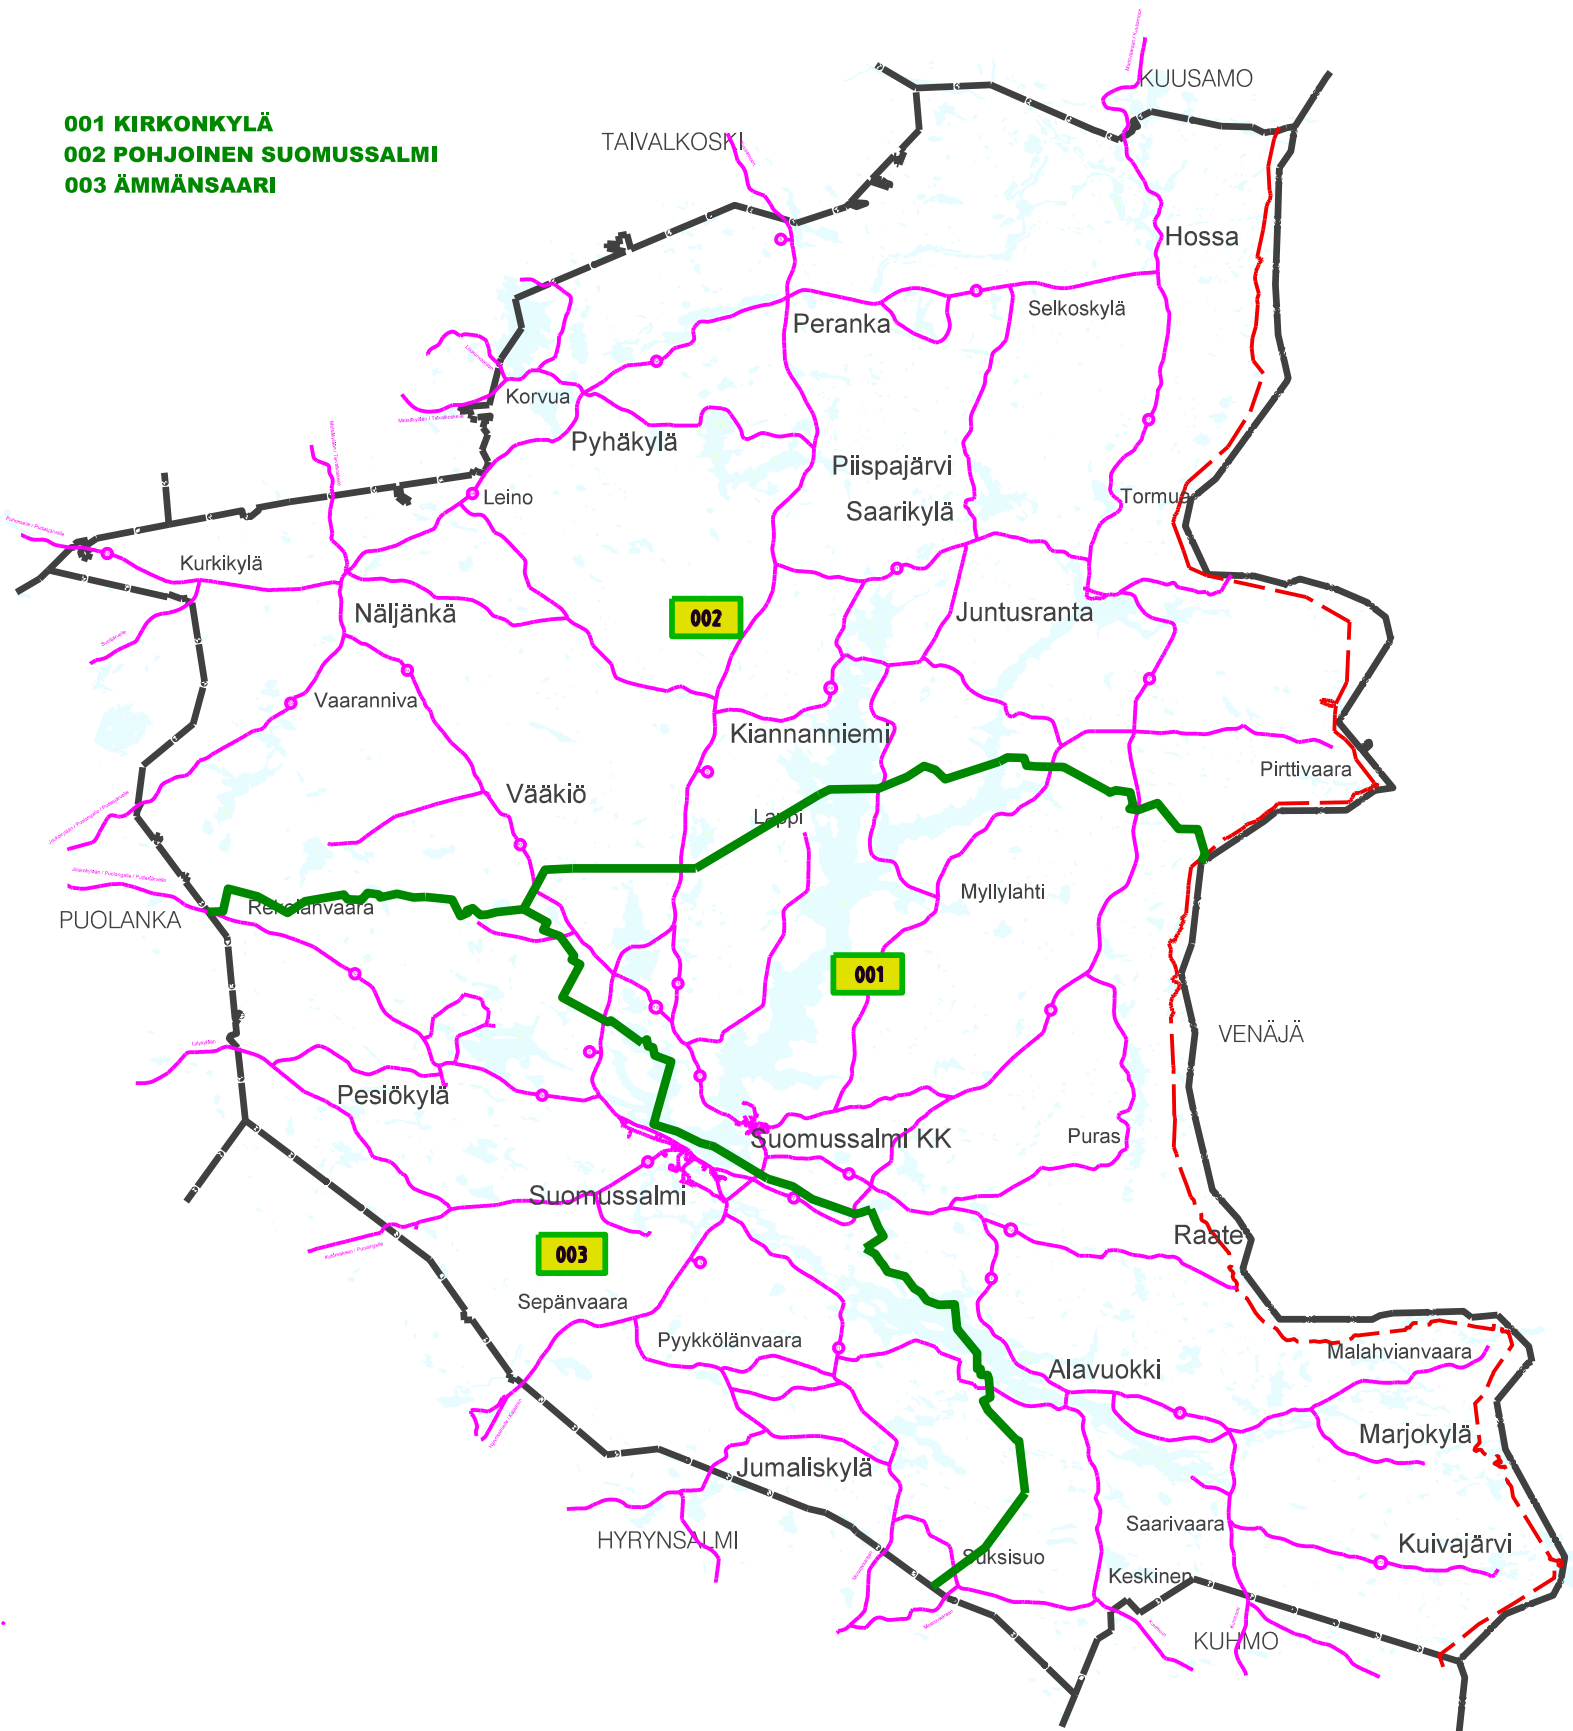 KUUSAMO
001 KIRKONKYLÄ
TAIVALKOSKI
002 POHJOINEN SUOMUSSALMI
003 ÄMMÄNSAARI
Hossa
Selkoskylä
Peranka
Korvua
Pyhäkylä
Piispajärvi
Leino
Tormua
Saarikylä
Kurkikylä
Näljänkä
002
Juntusranta
Vaaranniva
Kiannanniemi
Pirttivaara
Vääkiö
Lappi
Myllylahti
Rekolanvaara
PUOLANKA
001
VENÄJÄ
Pesiökylä
Suomussalmi KK
Puras
Suomussalmi
Raate
003
Sepänvaara
Pyykkölänvaara
Malahvianvaara
Alavuokki
Marjokylä
Jumaliskylä
Saarivaara
HYRYNSALMI
Kuivajärvi
Suksisuo
Keskinen
KUHMO